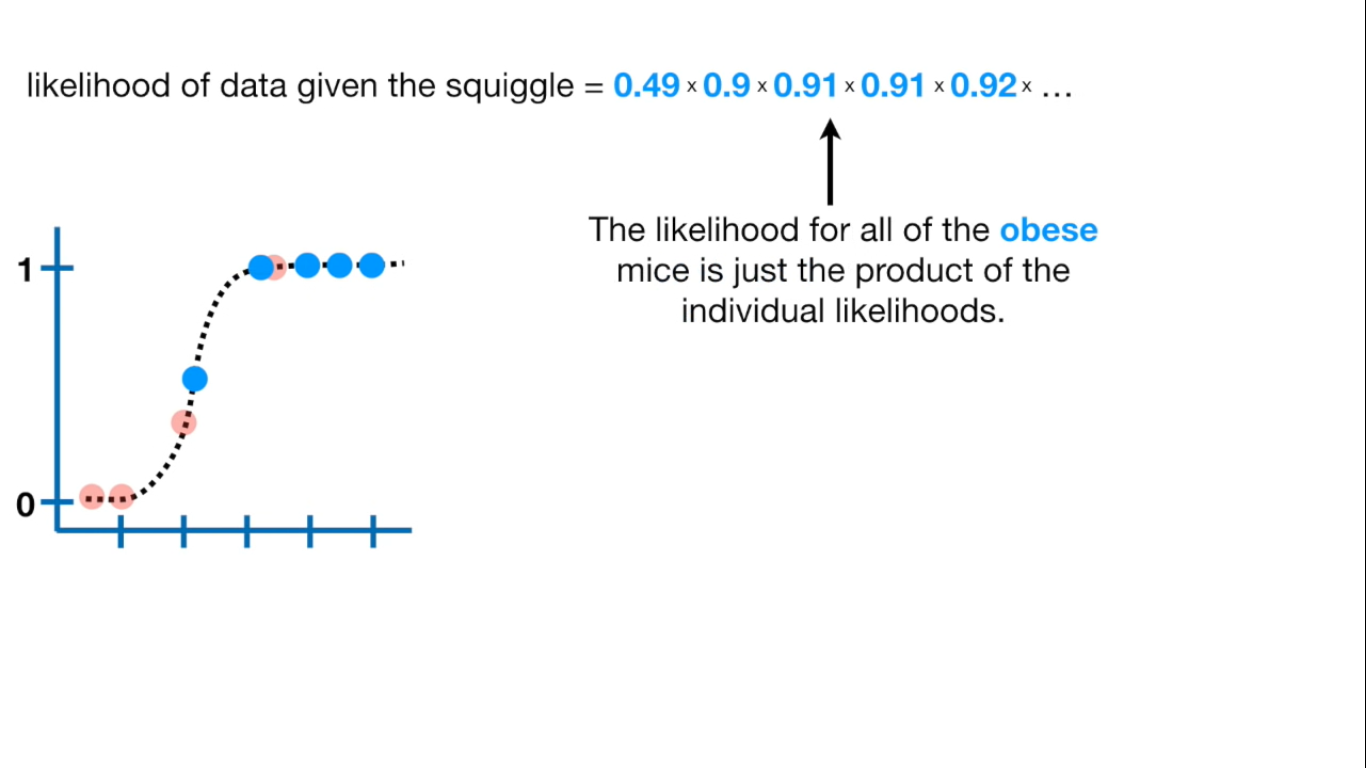 likelihood of data given the squiggle = 0.49 x 0.9 x 0.91 x 0.91 x 0.92 x ...
The likelihood for all of the obese
mice is just the product of the
individual likelihoods.
1
0